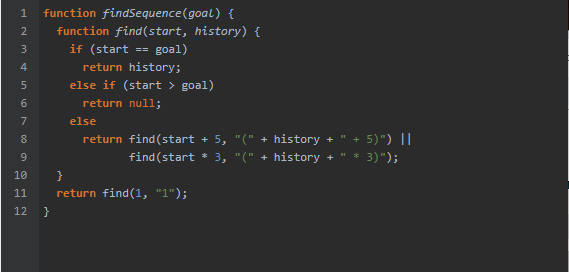 1 function findSequence(goal) {
2   function find(start, history) {
3     if (start == goal)
4       return history;
5     else if (start > goal)
6       return null;
7     else
8       return find(start + 5, "(" + history + " + 5)") ||
9              find(start * 3, "(" + history + " * 3)");
10   }
11   return find(1, "1");
12 }